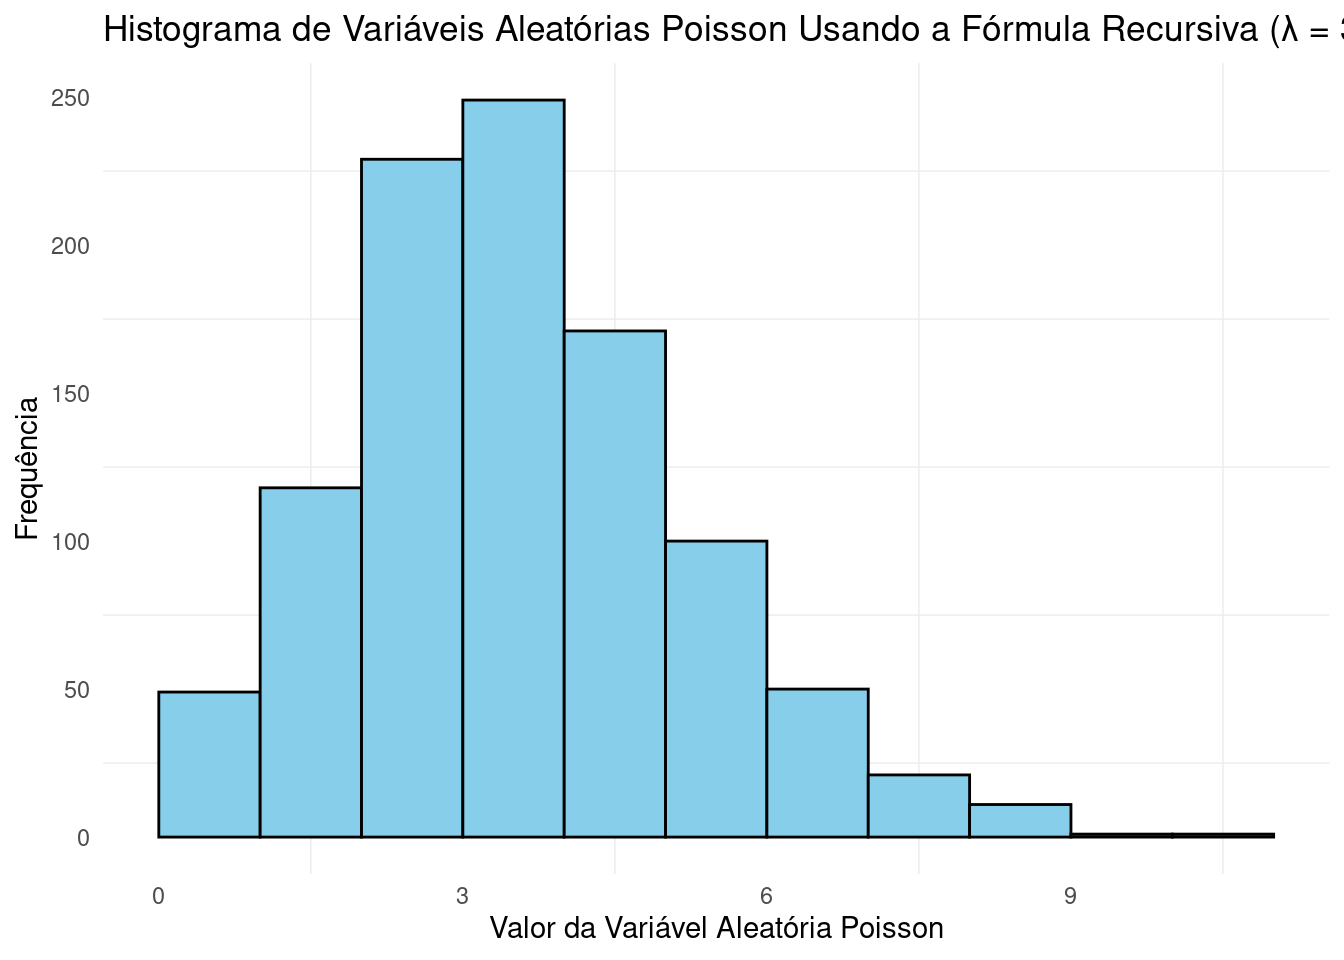 Histograma de Variáveis Aleatórias Poisson Usando a Fórmula Recursiva (λ = 3
250
200
150
100
50
0
Frequência
0 3 6 9
Valor da Variável Aleatória Poisson